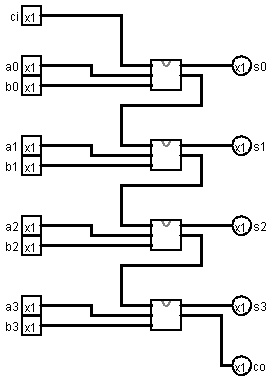 ci x1
a0 x1 x1 s0
b0 x1
a1 x1 x1 s1
b1 x1
a2 x1 x1 s2
b2 x1
a3 x1 x1 s3
b3 x1
x1 co